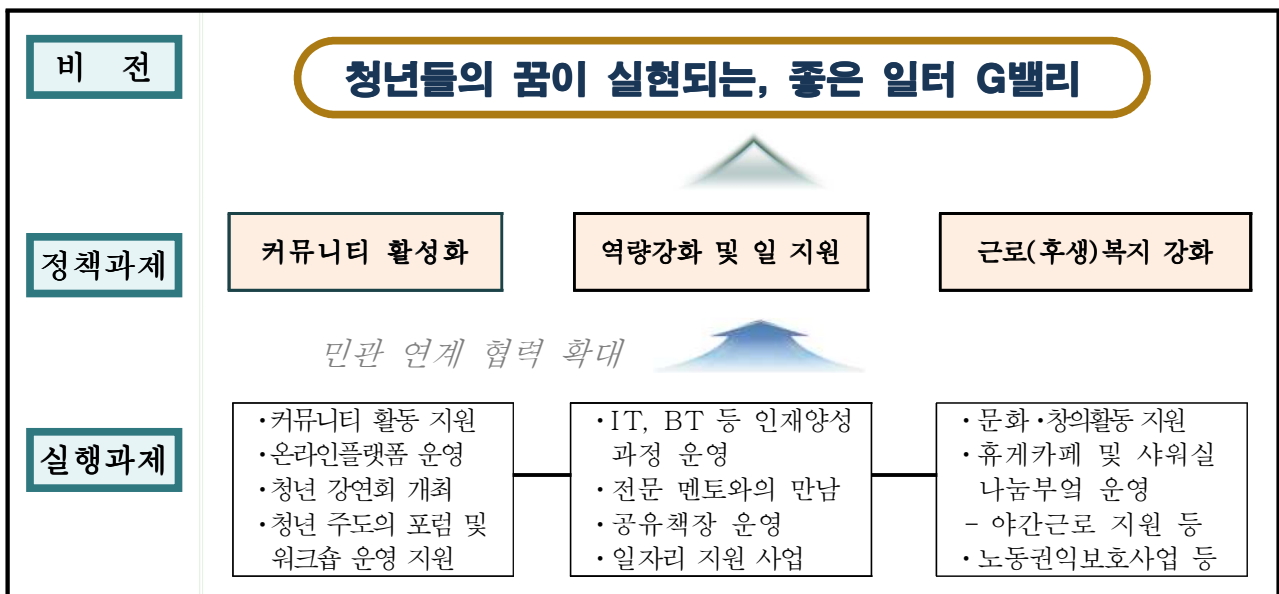 비 전
청년들의 꿈이 실현되는, 좋은 일터 G밸리
정책과제
커뮤니티 활성화
역량강화 및 일 지원
근로(후생)복지 강화
민관 연계 협력 확대
실행과제
·커뮤니티 활동 지원
·온라인플랫폼 운영
·청년 강연회 개최
·청년 주도의 포럼 및
워크숍 운영 지원
·IT, BT 등 인재양성
과정 운영
·전문 멘토와의 만남
·공유책장 운영
·일자리 지원 사업
·문화·창의활동 지원
·휴게카페 및 샤워실
나눔부엌 운영
- 야간근로 지원 등
·노동권익보호사업 등